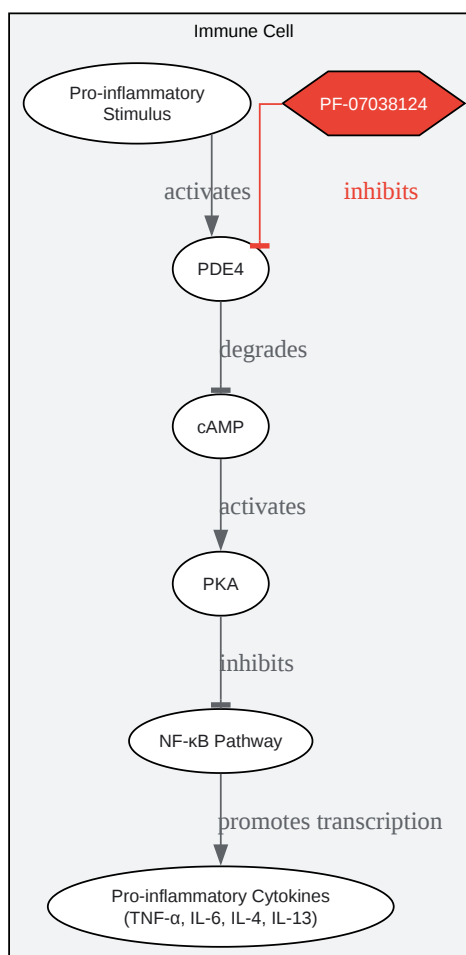 Immune Cell
Pro-inflammatory
Stimulus
PF-07038124
activates
inhibits
PDE4
degrades
cAMP
activates
PKA
inhibits
NF-κB Pathway
promotes transcription
Pro-inflammatory Cytokines
(TNF-α, IL-6, IL-4, IL-13)